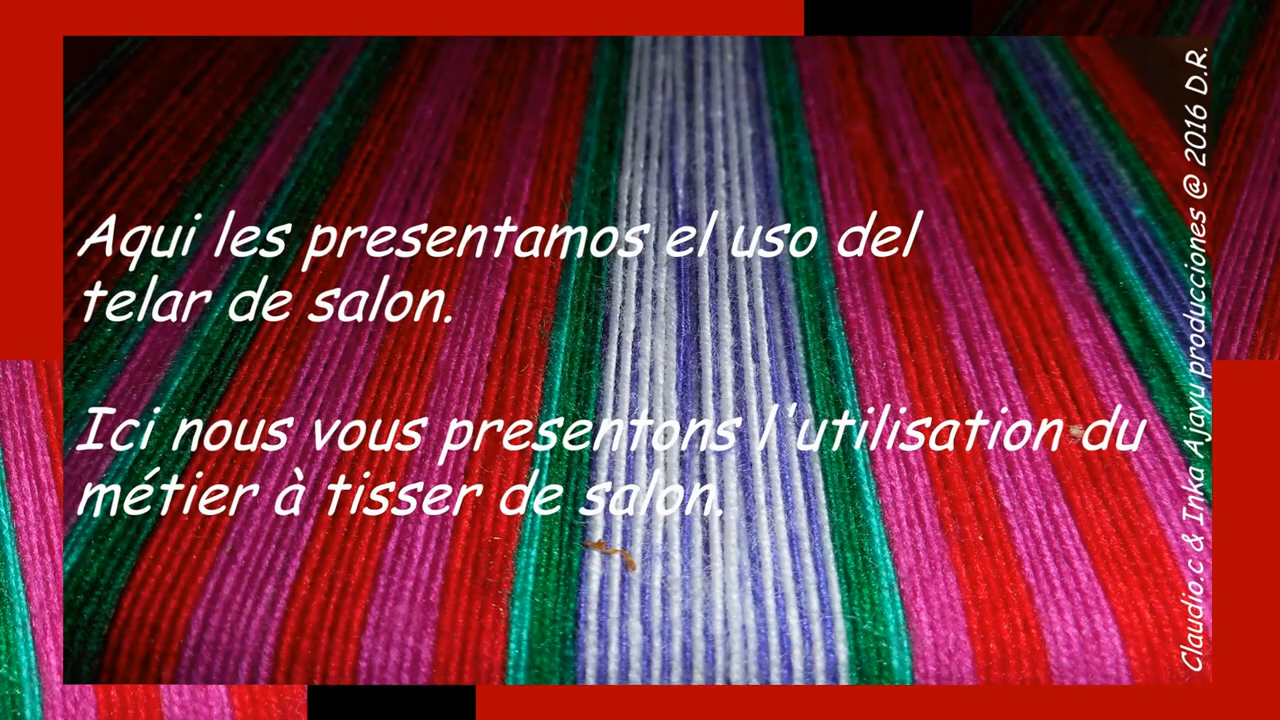 Aqui les presentamos el uso del
telar de salon.
Ici nous vous presentons l'utilisation du
métier à tisser de salon.
Claudio.c & Inka Ajayu producciones @ 2016 D.R.